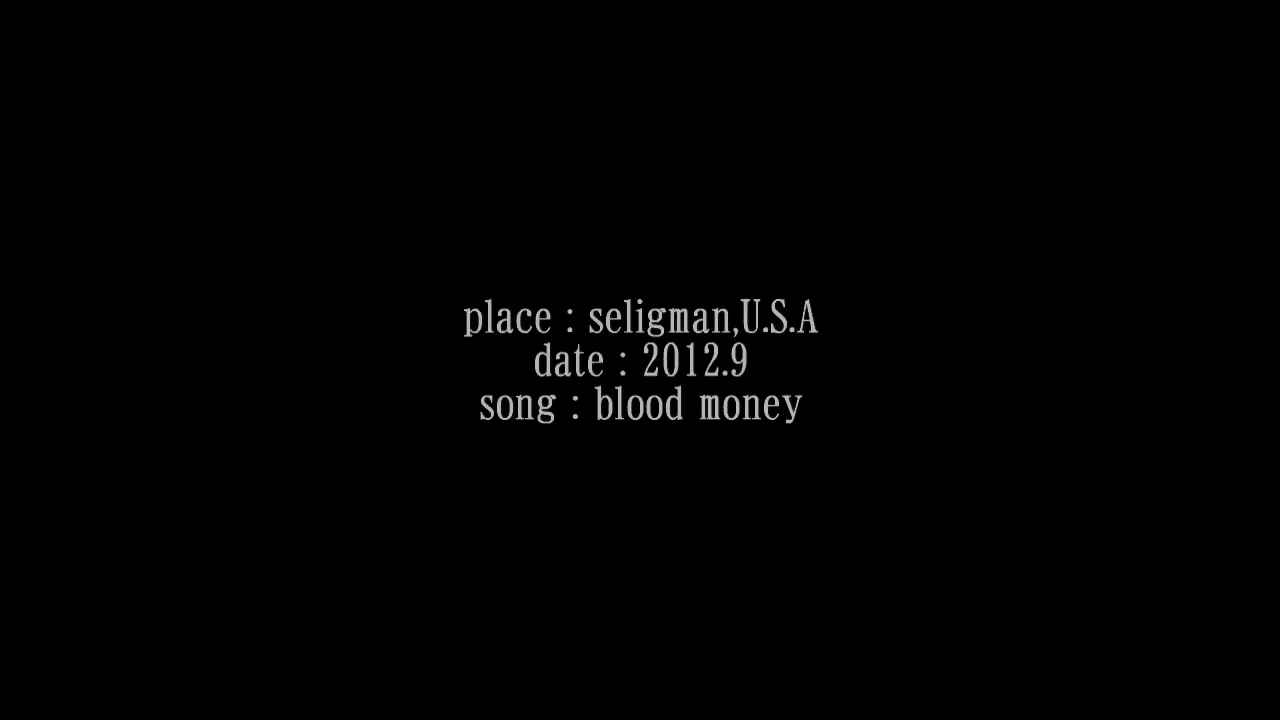 place : seligman,U.S.A
date : 2012.9
song : blood money